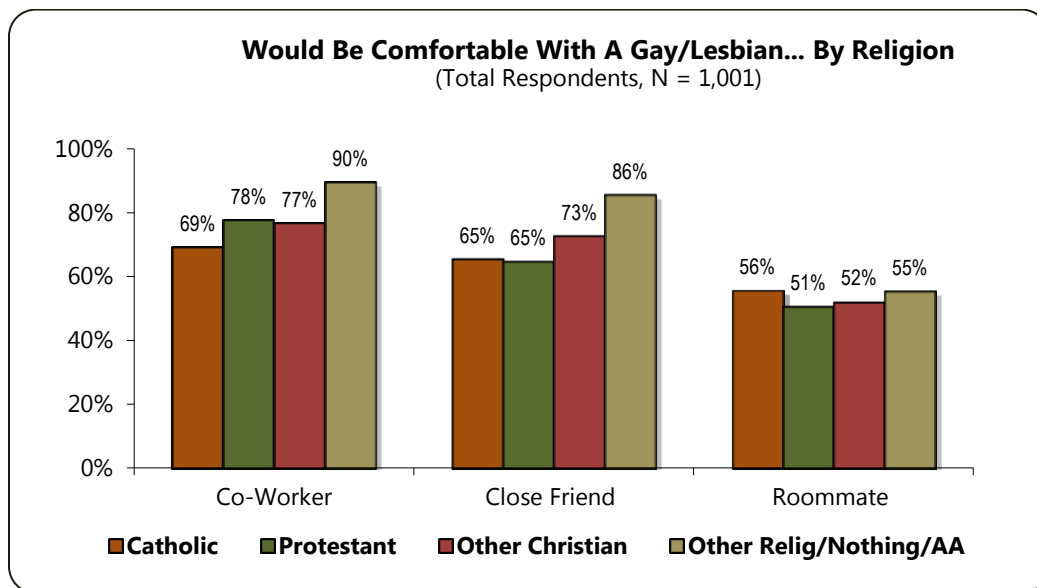 Would Be Comfortable With A Gay/Lesbian... By Religion
(Total Respondents, N = 1,001)
100%
80%
60%
40%
20%
0%
69%
78%
77%
90%
65%
65%
73%
86%
56%
51%
52%
55%
Co-Worker
Close Friend
Roommate
Catholic
Protestant
Other Christian
Other Relig/Nothing/AA